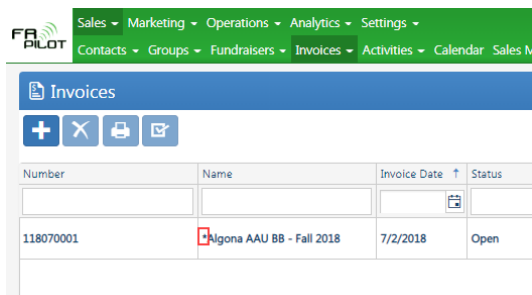 FR PILOT
Sales Marketing Operations Analytics Settings
Contacts Groups Fundraisers Invoices Activities Calendar Sales M
Invoices
Number Name Invoice Date ↑ Status
118070001 *Algona AAU BB - Fall 2018 7/2/2018 Open